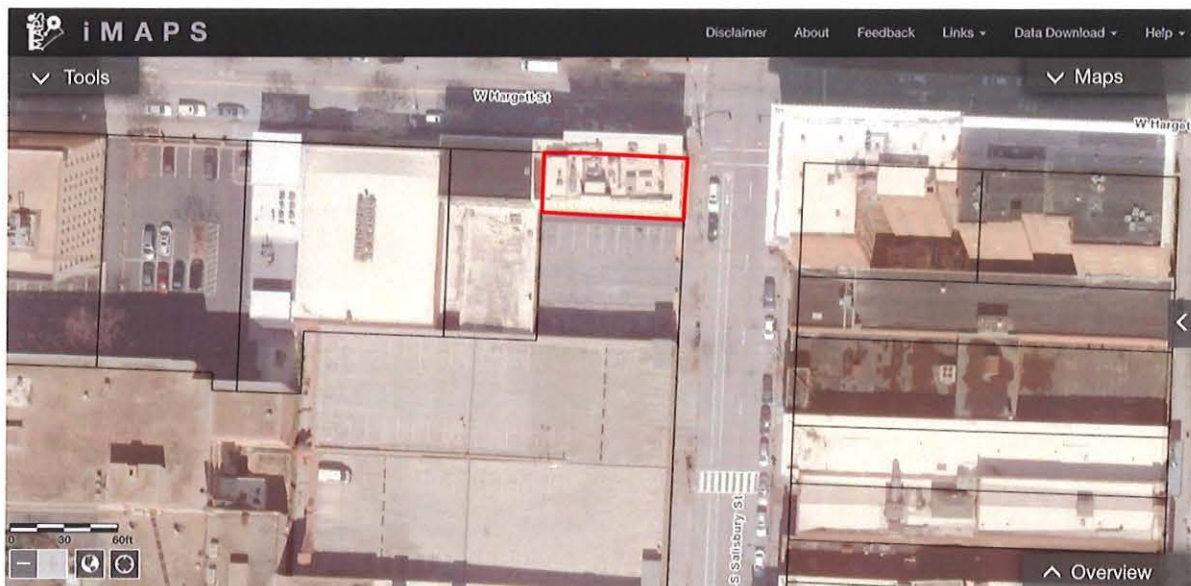 iMAPS
Disclaimer
About
Feedback
Links
Data Download
Help
Tools
Maps
W Hargett St
W Harget
S Salisbury St
0 30 60ft
Overview